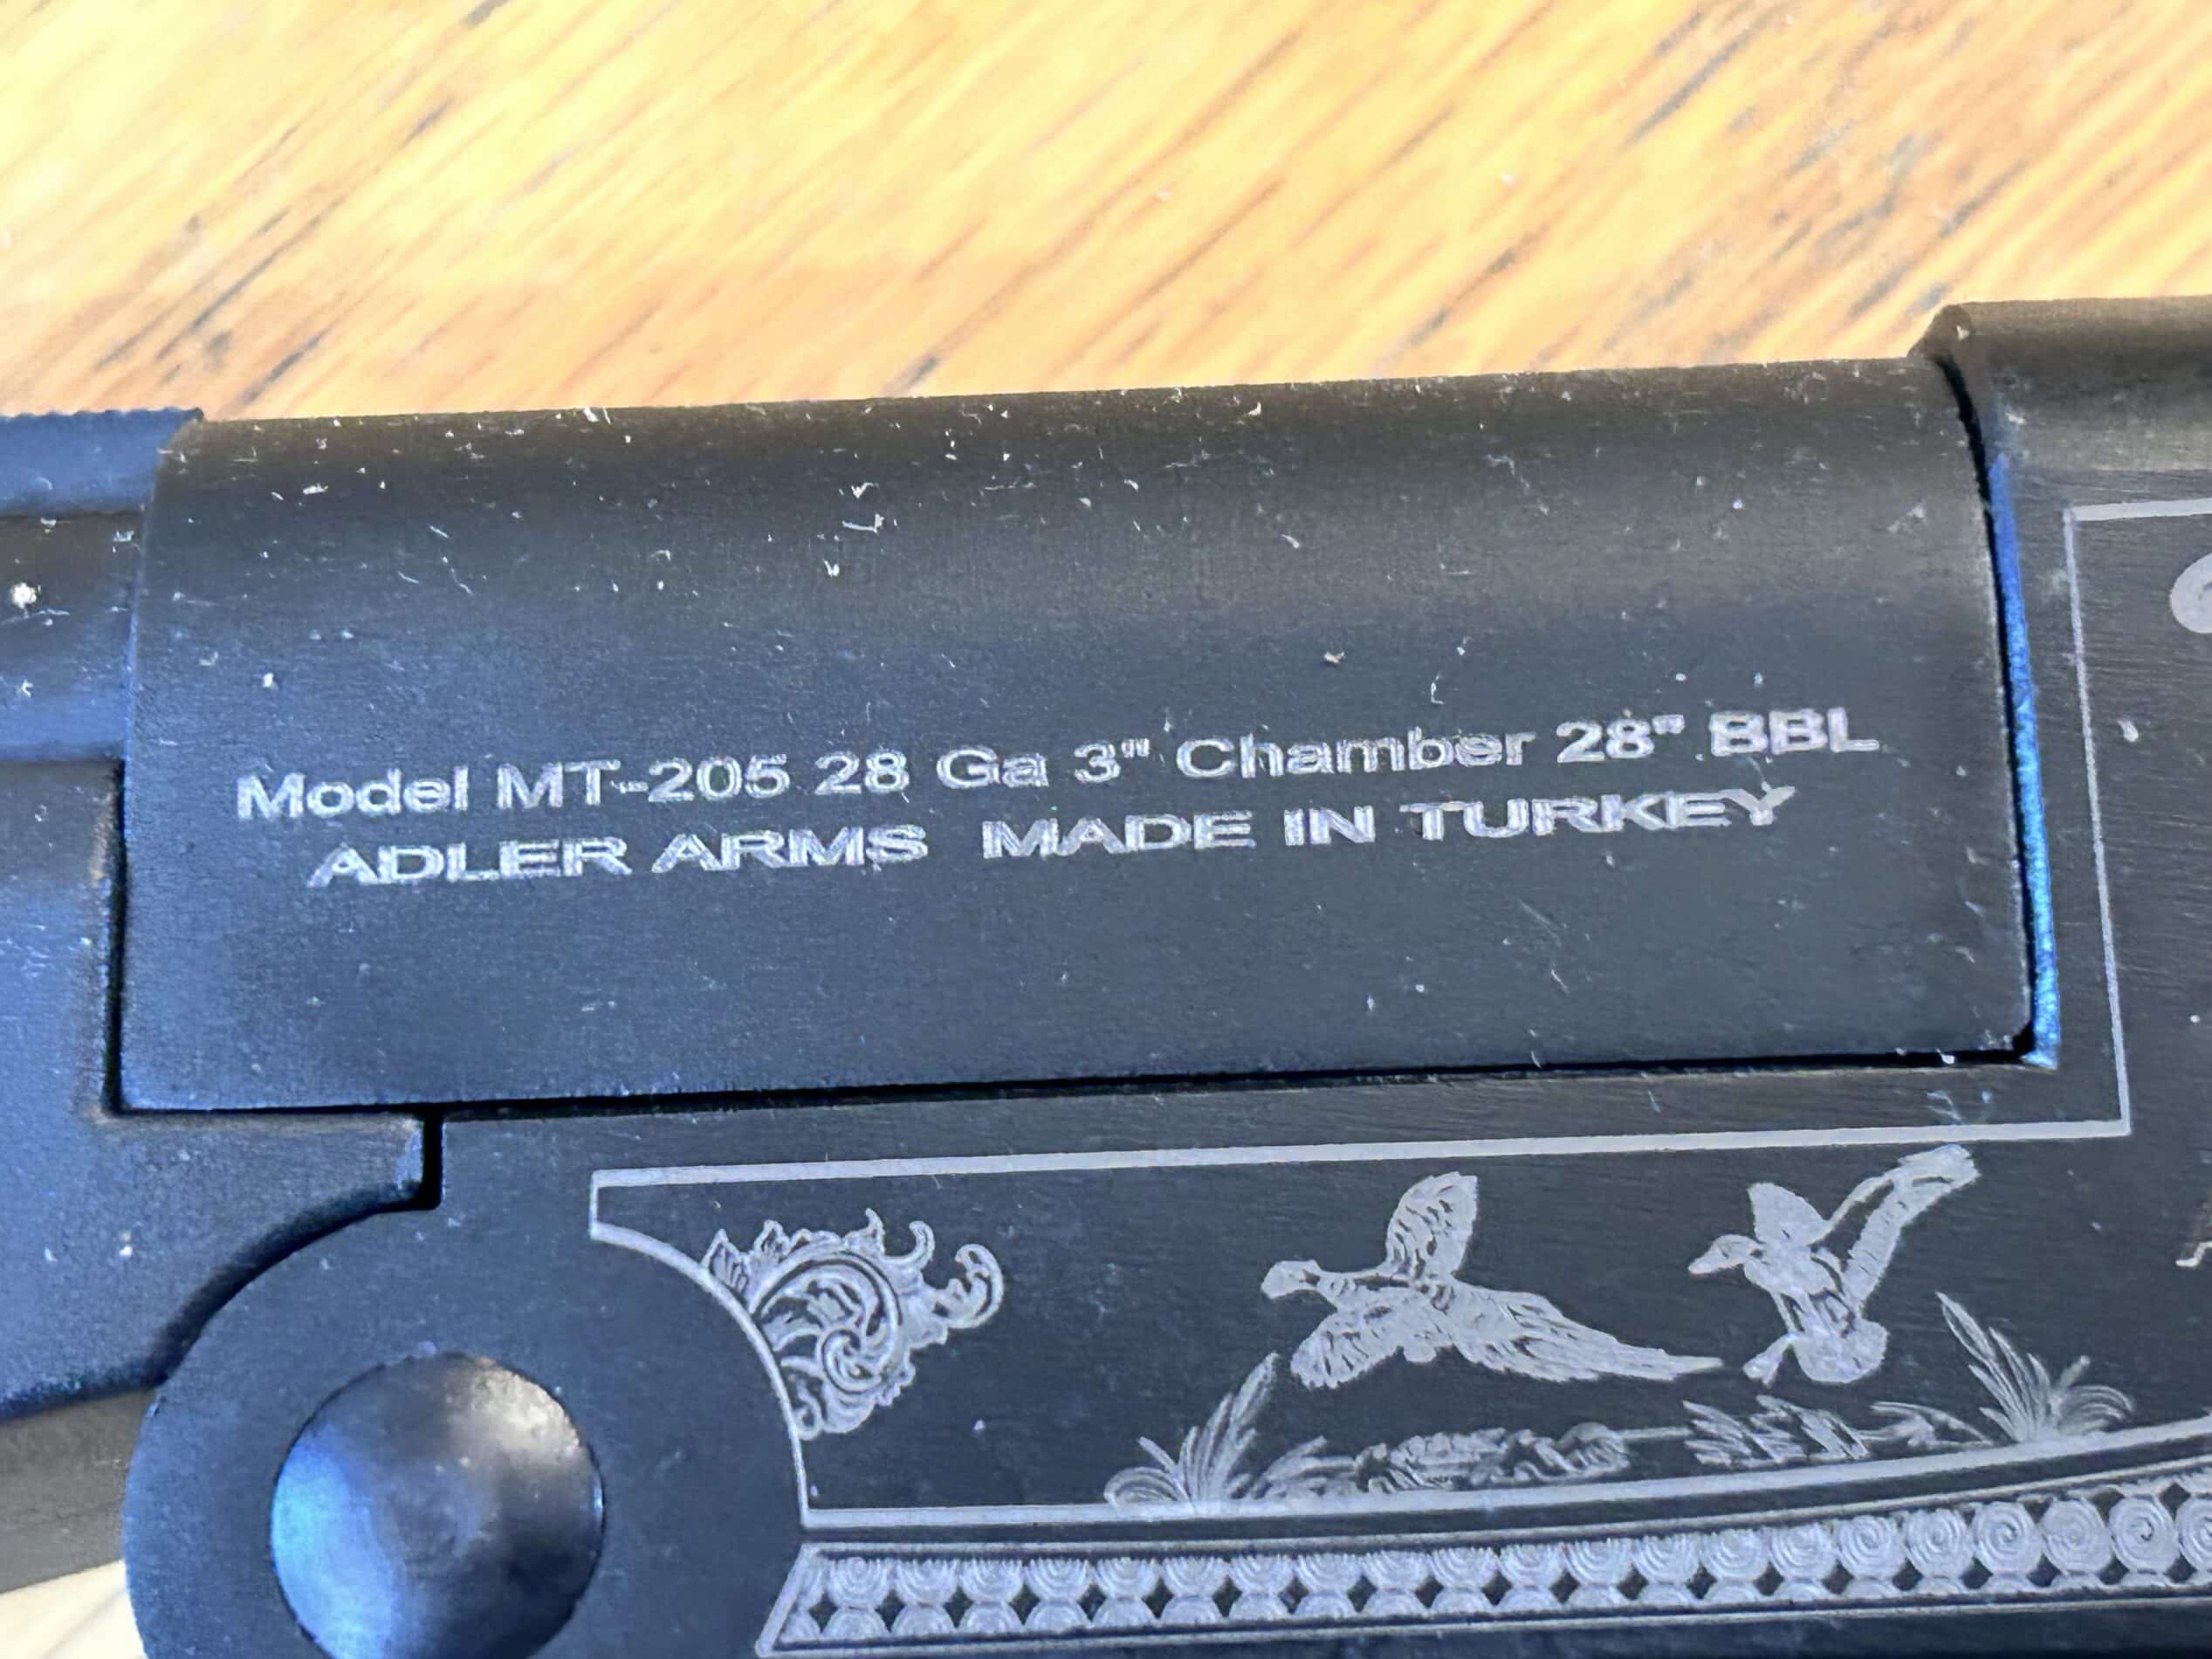 Model MT-205 28 Ga 3" Chamber 28" BBL
ADLER ARMS MADE IN TURKEY